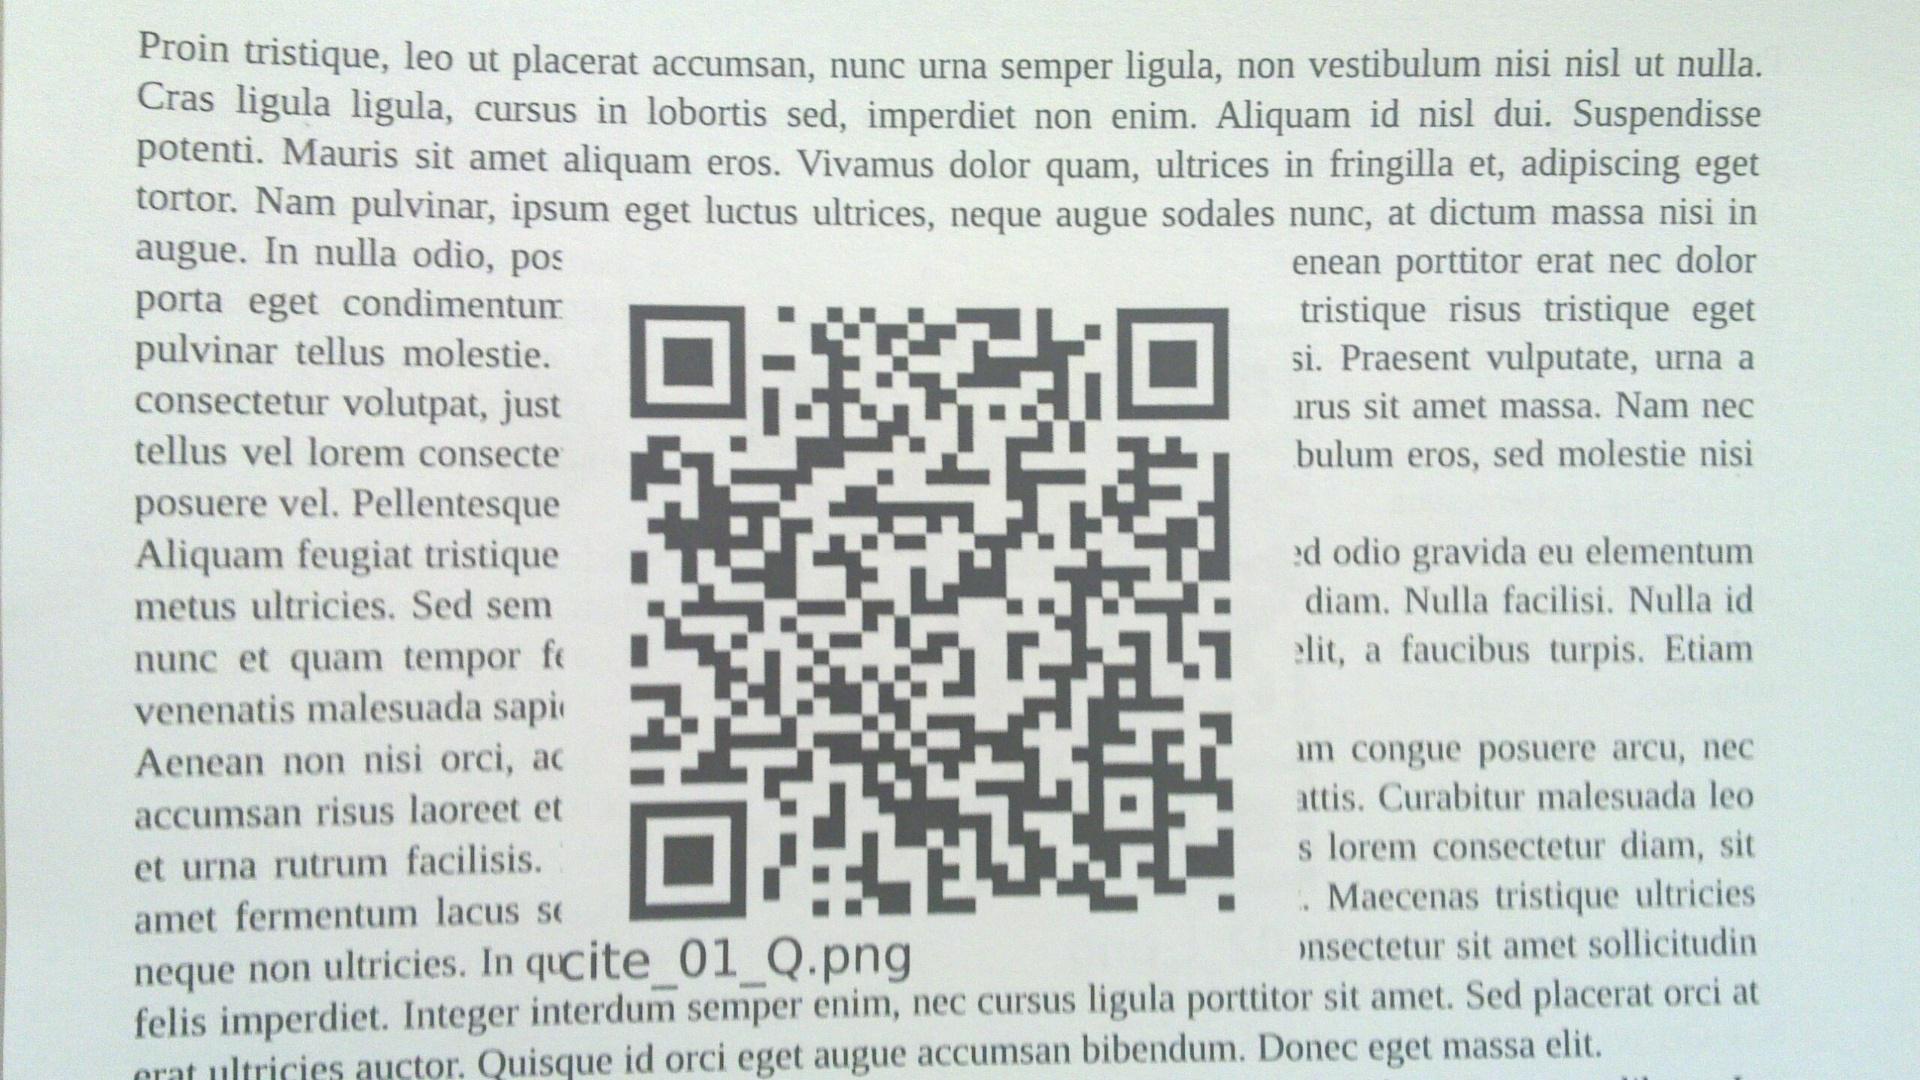 Proin tristique, leo ut placerat accumsan, nunc urna semper ligula, non vestibulum nisi nisl ut nulla.
Cras ligula ligula, cursus in lobortis sed, imperdiet non enim. Aliquam id nisl dui. Suspendisse
potenti. Mauris sit amet aliquam eros. Vivamus dolor quam, ultrices in fringilla et, adipiscing eget
tortor. Nam pulvinar, ipsum eget luctus ultrices, neque augue sodales nunc, at dictum massa nisi in
augue. In nulla odio, pos enean porttitor erat nec dolor
porta eget condimentum tristique risus tristique eget
pulvinar tellus molestie. si. Praesent vulputate, urna a
consectetur volutpat, just urus sit amet massa. Nam nec
tellus vel lorem consecte bulum eros, sed molestie nisi
posuere vel. Pellentesque
Aliquam feugiat tristique ed odio gravida eu elementum
metus ultricies. Sed sem diam. Nulla facilisi. Nulla id
nunc et quam tempor fe elit, a faucibus turpis. Etiam
venenatis malesuada sapi
Aenean non nisi orci, ac um congue posuere arcu, nec
accumsan risus laoreet et attis. Curabitur malesuada leo
et urna rutrum facilisis. s lorem consectetur diam, sit
amet fermentum lacus se . Maecenas tristique ultricies
neque non ultricies. In qu cite_01_Q.png onsectetur sit amet sollicitudin
felis imperdiet. Integer interdum semper enim, nec cursus ligula porttitor sit amet. Sed placerat orci at
erat ultricies auctor. Quisque id orci eget augue accumsan bibendum. Donec eget massa elit.